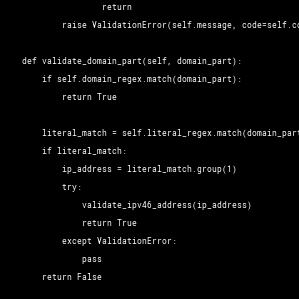 return
raise ValidationError(self.message, code=self.co
def validate_domain_part(self, domain_part):
if self.domain_regex.match(domain_part):
return True
literal_match = self.literal_regex.match(domain_part
if literal_match:
ip_address = literal_match.group(1)
try:
validate_ipv46_address(ip_address)
return True
except ValidationError:
pass
return False